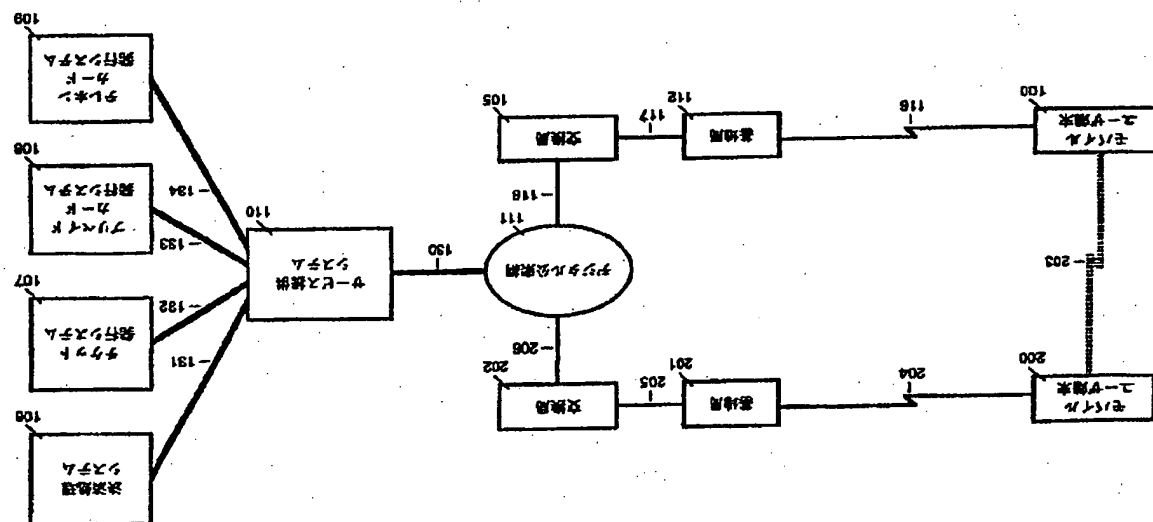 決済処理
システム
106
モバイル
ユーザ端末
200
204
基地局
201
205
交換局
202
206
131
チケット
発行システム
107
132
203
デジタル公衆網
111
130
サービス提供
システム
110
133
プリペイド
カード
発行システム
108
134
118
モバイル
ユーザ端末
100
116
基地局
112
117
交換局
105
テレホン
カード
発行システム
109